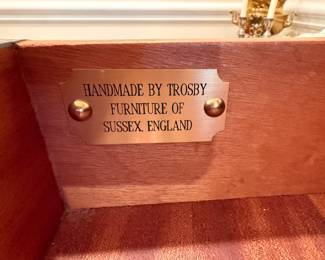 HANDMADE BY TROSBY
FURNITURE OF
SUSSEX, ENGLAND